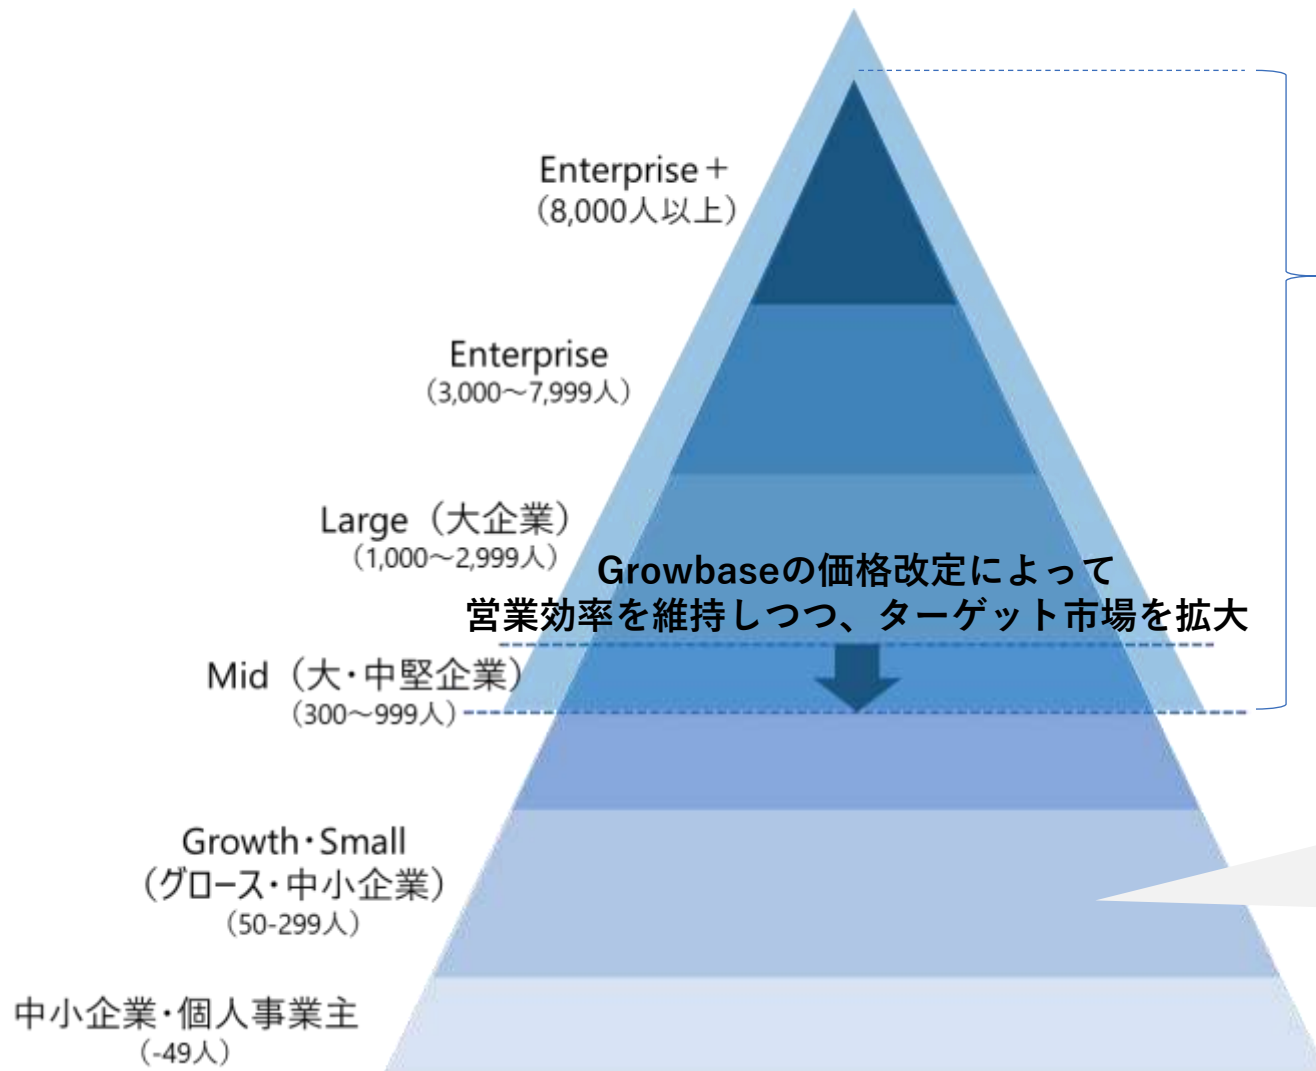 Enterprise＋
（8,000人以上）
Enterprise
（3,000～7,999人）
Large（大企業）
（1,000～2,999人）
Growbaseの価格改定によって
営業効率を維持しつつ、ターゲット市場を拡大
Mid（大・中堅企業）
（300～999人）
Growth・Small
（グロース・中小企業）
（50-299人）
中小企業・個人事業主
（-49人）